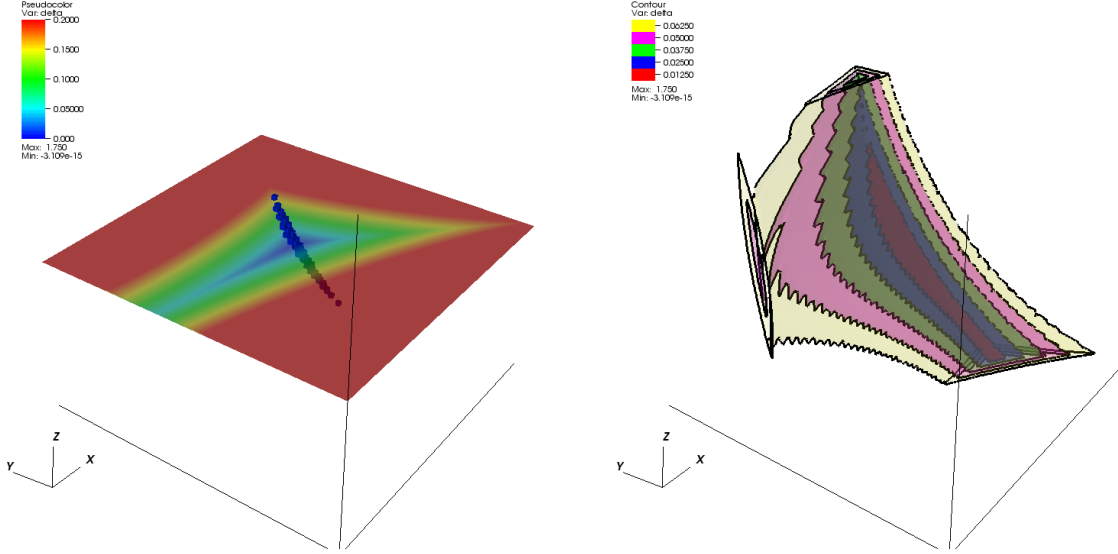 Pseudocolor
Var: delta
0.2000
0.1500
0.1000
0.05000
0.000
Max: 1.750
Min: -3.109e-15
Z
X
Y
Contour
Var: delta
0.06250
0.05000
0.03750
0.02500
0.01250
Max: 1.750
Min: -3.109e-15
Z
X
Y